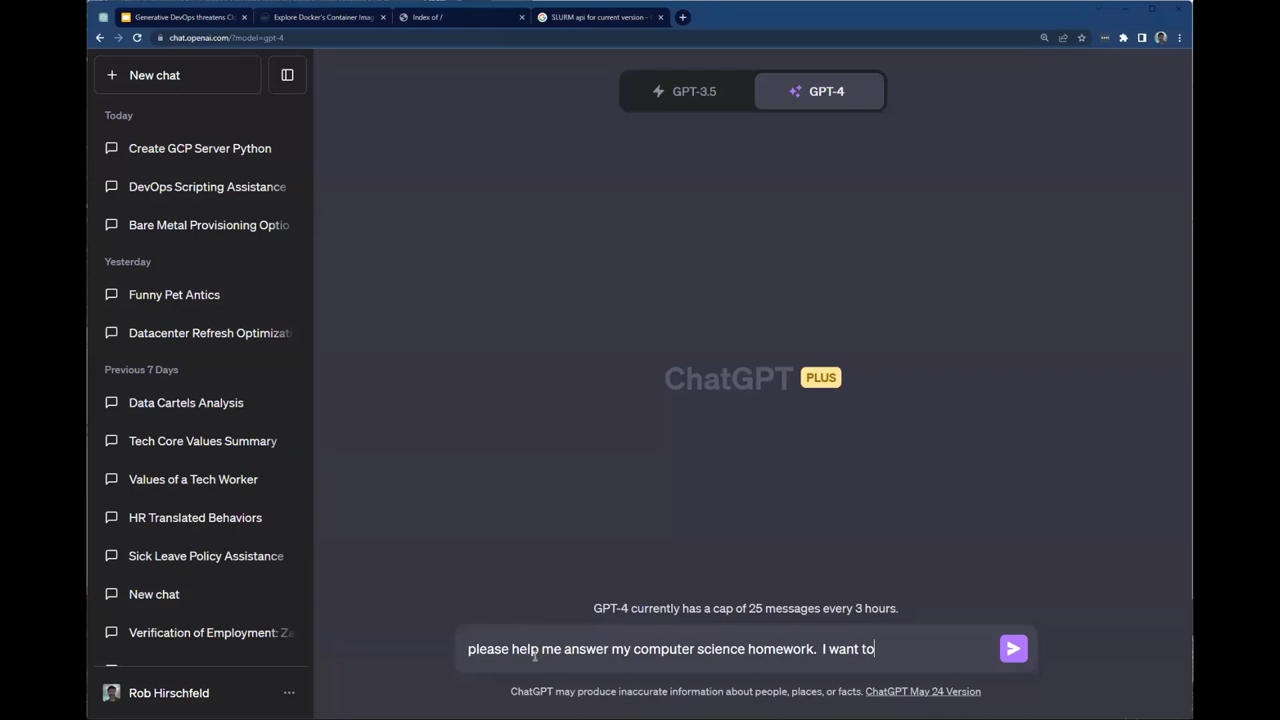 Generative DevOps threatens Cl
Explore Docker's Container Imag
Index of /
SLURM api for current version - G
chat.openai.com/?model=gpt-4
New chat
GPT-3.5
GPT-4
Today
Create GCP Server Python
DevOps Scripting Assistance
Bare Metal Provisioning Optio
Yesterday
Funny Pet Antics
Datacenter Refresh Optimizati
Previous 7 Days
ChatGPT PLUS
Data Cartels Analysis
Tech Core Values Summary
Values of a Tech Worker
HR Translated Behaviors
Sick Leave Policy Assistance
New chat
GPT-4 currently has a cap of 25 messages every 3 hours.
Verification of Employment: Za
please help me answer my computer science homework.  I want to
Rob Hirschfeld
ChatGPT may produce inaccurate information about people, places, or facts. ChatGPT May 24 Version